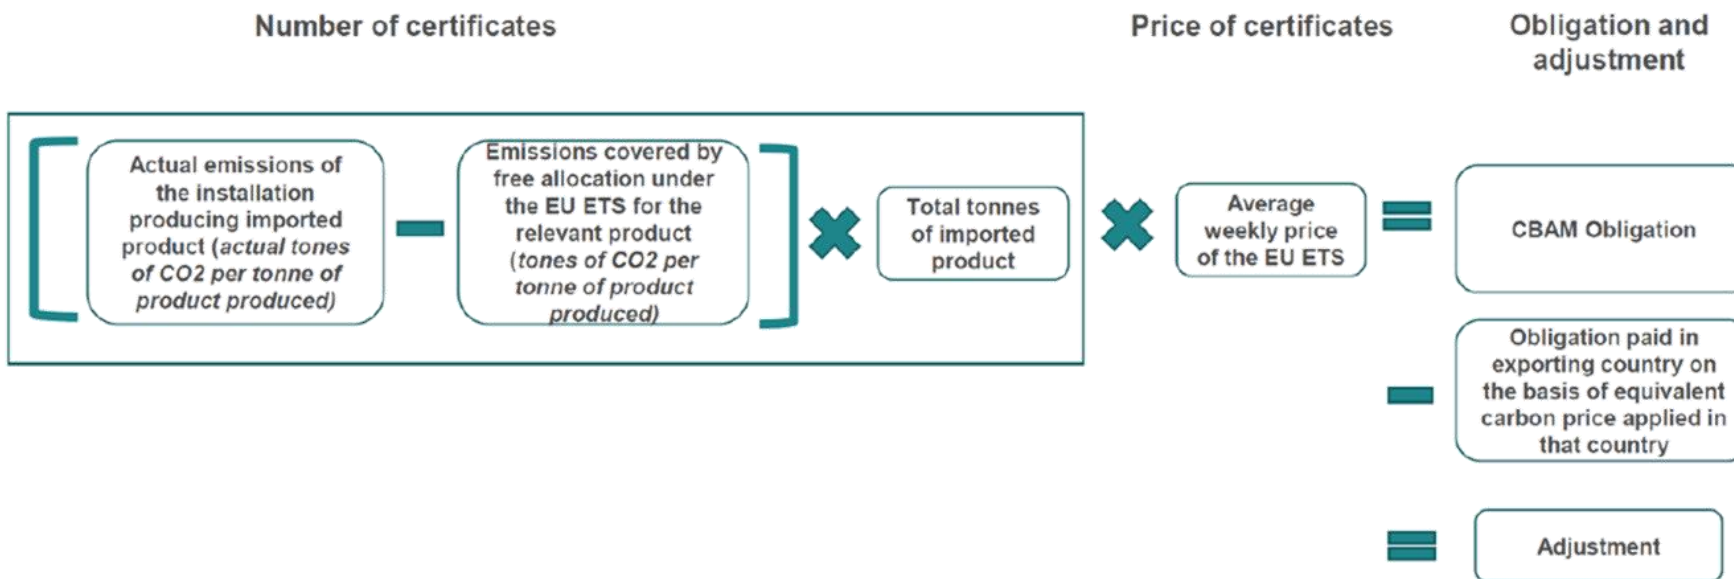 Number of certificates
Price of certificates
Obligation and
adjustment
Actual emissions of
the installation
producing imported
product (actual tones
of CO2 per tonne of
product produced)
Emissions covered by
free allocation under
the EU ETS for the
relevant product
(tones of CO2 per
tonne of product
produced)
Total tonnes
of imported
product
Average
weekly price
of the EU ETS
CBAM Obligation
Obligation paid in
exporting country on
the basis of equivalent
carbon price applied in
that country
Adjustment